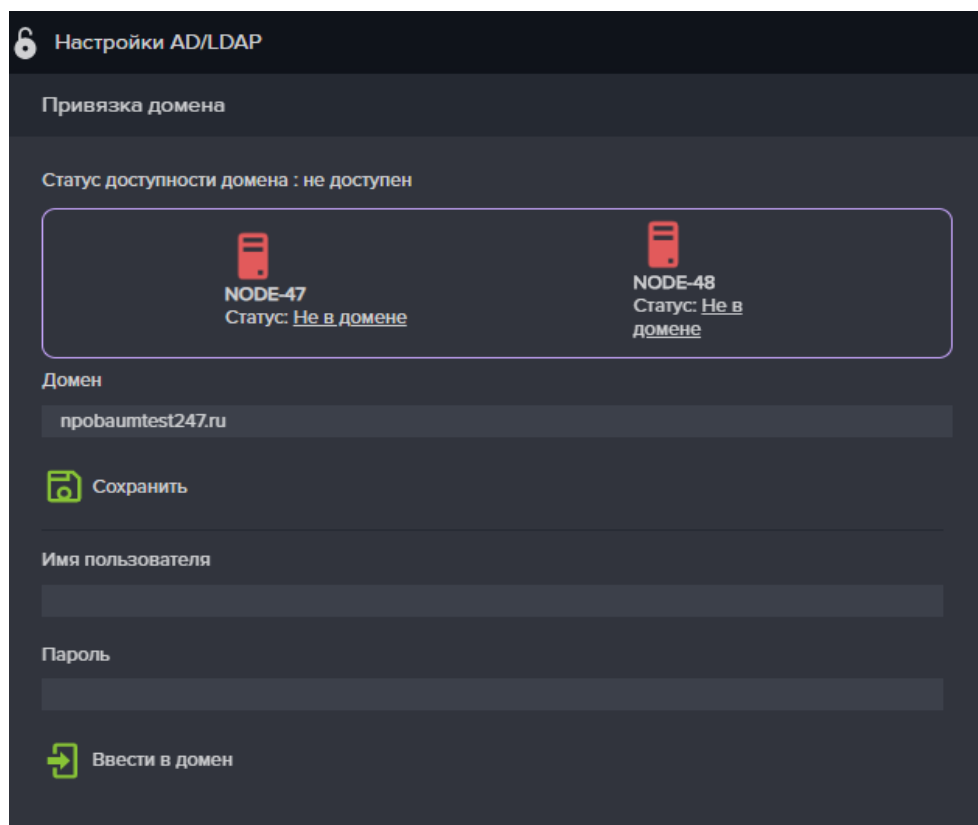 Настройки AD/LDAP
Привязка домена
Статус доступности домена : не доступен
NODE-47
Статус: Не в домене
NODE-48
Статус: Не в
домене
Домен
npobaumtest247.ru
Сохранить
Имя пользователя
Пароль
Ввести в домен